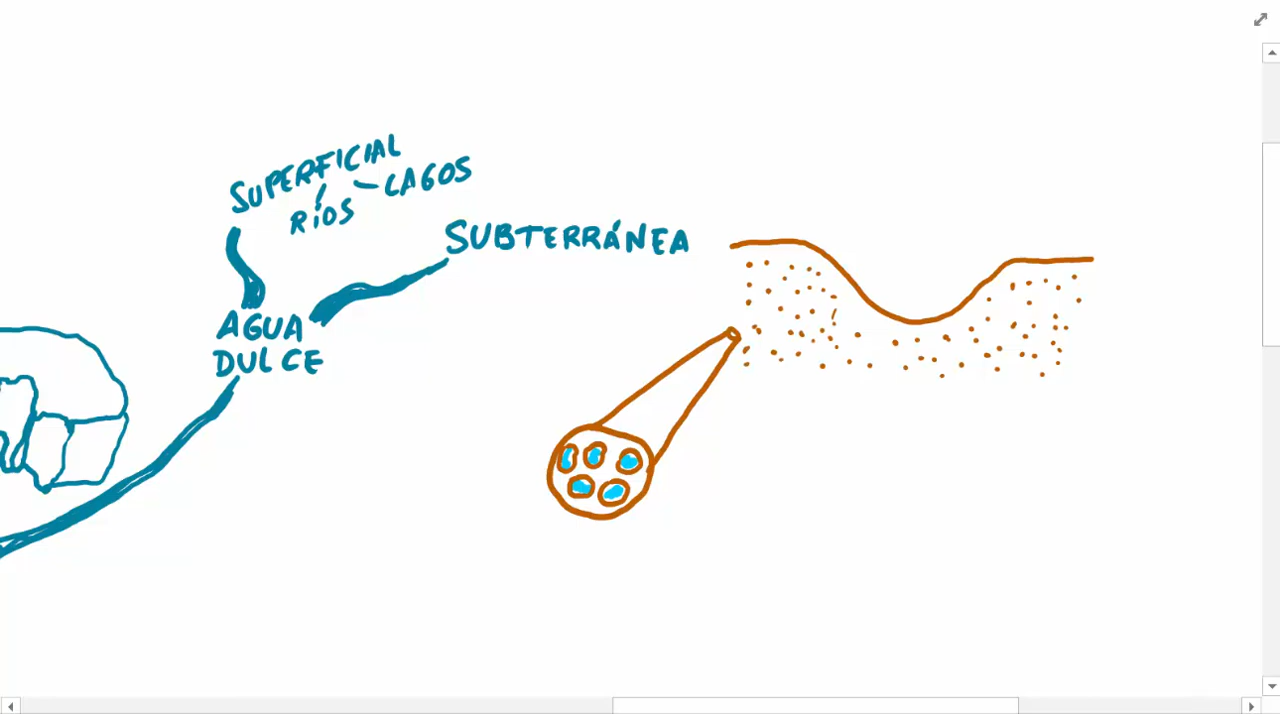 SUPERFICIAL
RÍOS
LAGOS
SUBTERRÁNEA
AGUA
DULCE